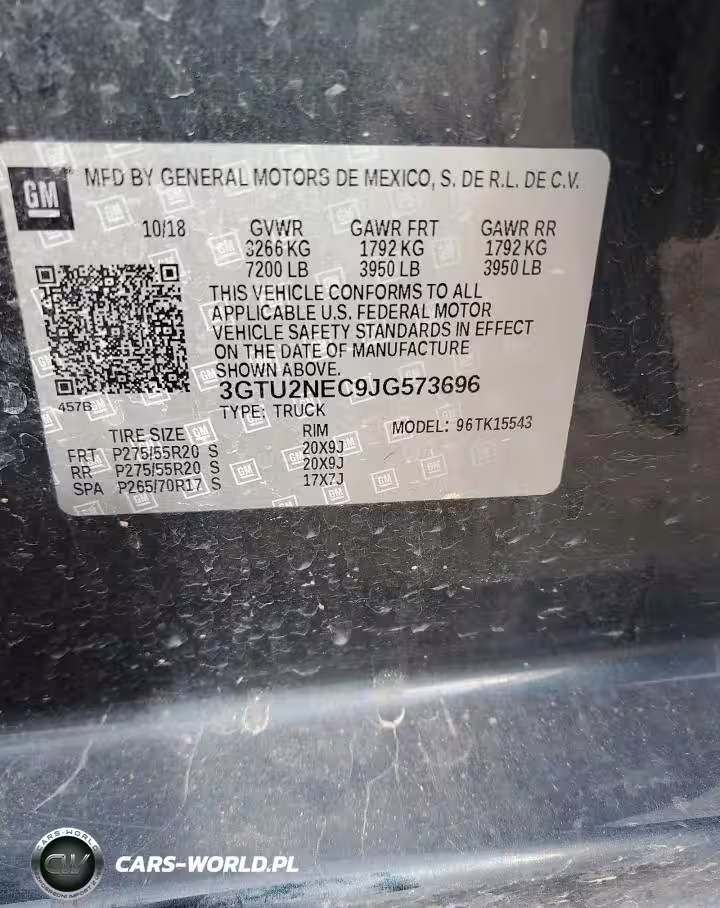 GM
MFD BY GENERAL MOTORS DE MEXICO, S. DE R.L. DE C.V.
10/18 GVWR GAWR FRT GAWR RR
3266 KG 1792 KG 1792 KG
7200 LB 3950 LB 3950 LB
THIS VEHICLE CONFORMS TO ALL
APPLICABLE U.S. FEDERAL MOTOR
VEHICLE SAFETY STANDARDS IN EFFECT
ON THE DATE OF MANUFACTURE
SHOWN ABOVE.
457B
3GTU2NEC9JG573696
TYPE: TRUCK
MODEL: 96TK15543
TIRE SIZE RIM
FRT P275/55R20 S 20X9J
RR P275/55R20 S 20X9J
SPA P265/70R17 S 17X7J
CARS-WORLD
CW
CARS-WORLD.PL